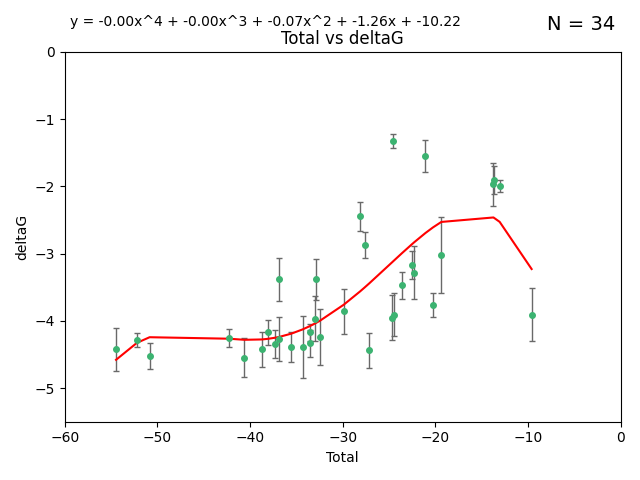 y = -0.00x^4 + -0.00x^3 + -0.07x^2 + -1.26x + -10.22
N = 34
Total vs deltaG
0
−1
−2
−3
−4
−5
deltaG
−60 −50 −40 −30 −20 −10 0
Total